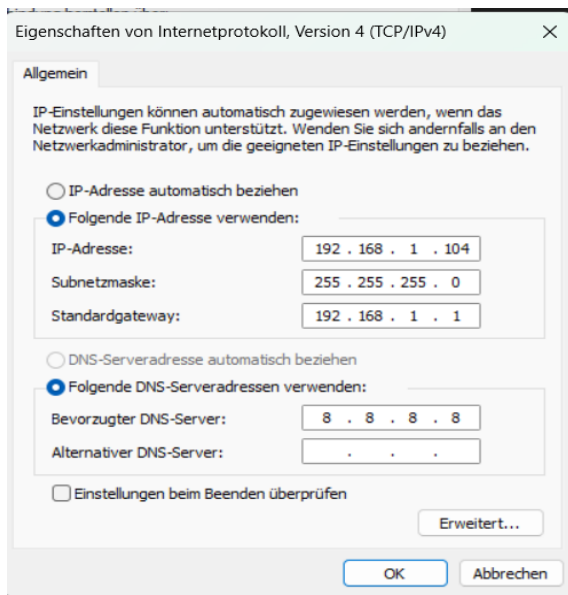 Eigenschaften von Internetprotokoll, Version 4 (TCP/IPv4)
Allgemein
IP-Einstellungen können automatisch zugewiesen werden, wenn das
Netzwerk diese Funktion unterstützt. Wenden Sie sich andernfalls an den
Netzwerkadministrator, um die geeigneten IP-Einstellungen zu beziehen.
IP-Adresse automatisch beziehen
Folgende IP-Adresse verwenden:
IP-Adresse: 192 . 168 . 1 . 104
Subnetzmaske: 255 . 255 . 255 . 0
Standardgateway: 192 . 168 . 1 . 1
DNS-Serveradresse automatisch beziehen
Folgende DNS-Serveradressen verwenden:
Bevorzugter DNS-Server: 8 . 8 . 8 . 8
Alternativer DNS-Server: . . .
Einstellungen beim Beenden überprüfen
Erweitert...
OK Abbrechen